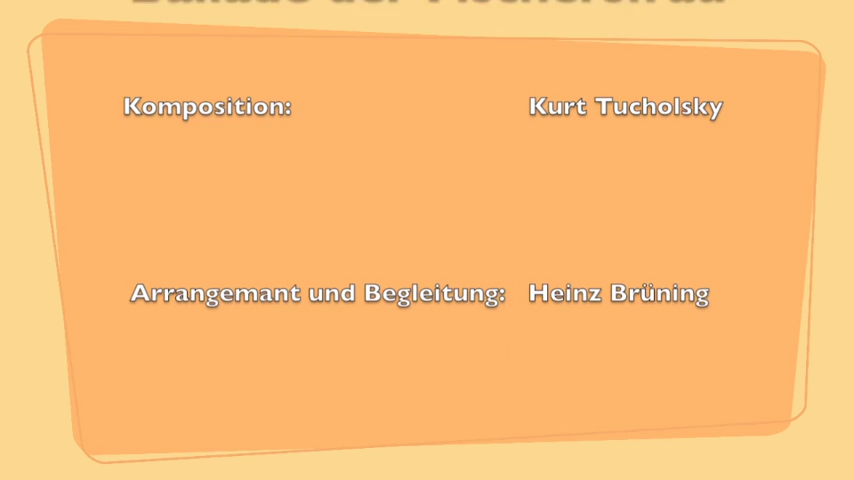 Komposition: Kurt Tucholsky
Arrangemant und Begleitung: Heinz Brüning